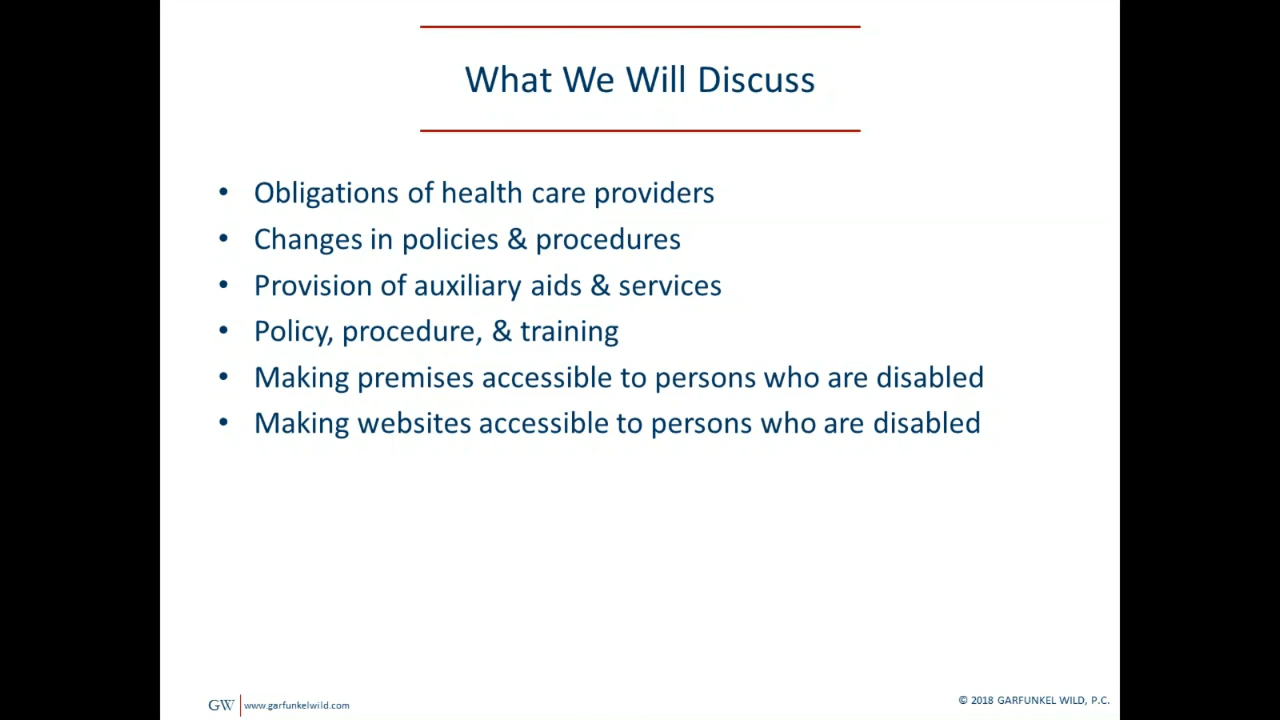 What We Will Discuss
• Obligations of health care providers
• Changes in policies & procedures
• Provision of auxiliary aids & services
• Policy, procedure, & training
• Making premises accessible to persons who are disabled
• Making websites accessible to persons who are disabled
GW www.garfunkelwild.com
© 2018 GARFUNKEL WILD, P.C.